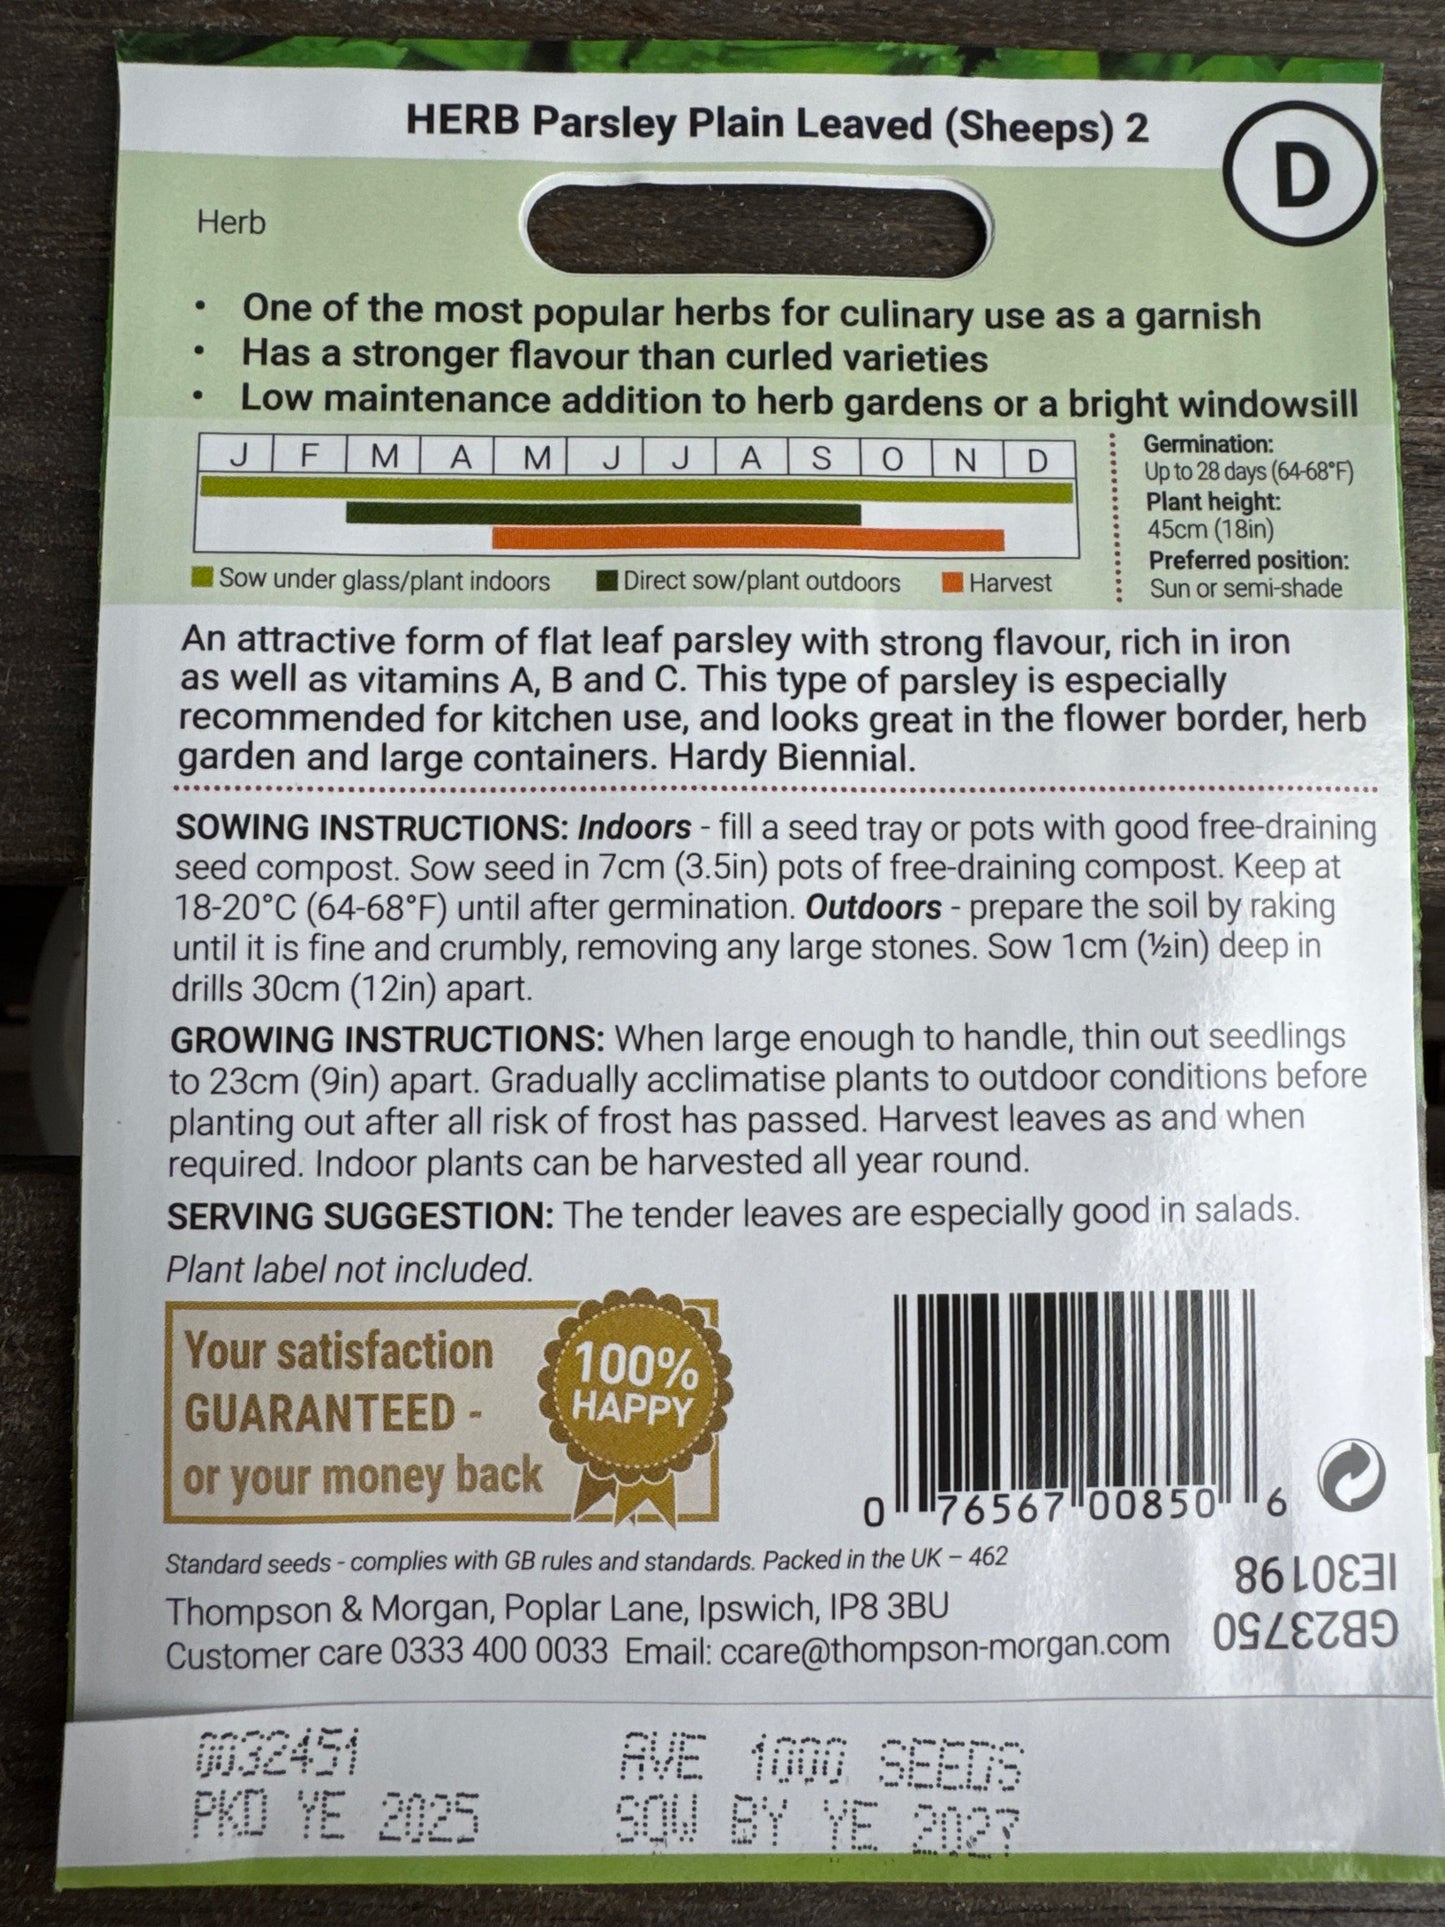 HERB Parsley Plain Leaved (Sheeps) 2
D
Herb
• One of the most popular herbs for culinary use as a garnish
• Has a stronger flavour than curled varieties
• Low maintenance addition to herb gardens or a bright windowsill
J F M A M J J A S O N D
Sow under glass/plant indoors Direct sow/plant outdoors Harvest
Germination:
Up to 28 days (64-68°F)
Plant height:
45cm (18in)
Preferred position:
Sun or semi-shade
An attractive form of flat leaf parsley with strong flavour, rich in iron
as well as vitamins A, B and C. This type of parsley is especially
recommended for kitchen use, and looks great in the flower border, herb
garden and large containers. Hardy Biennial.
SOWING INSTRUCTIONS: Indoors - fill a seed tray or pots with good free-draining
seed compost. Sow seed in 7cm (3.5in) pots of free-draining compost. Keep at
18-20°C (64-68°F) until after germination. Outdoors - prepare the soil by raking
until it is fine and crumbly, removing any large stones. Sow 1cm (½in) deep in
drills 30cm (12in) apart.
GROWING INSTRUCTIONS: When large enough to handle, thin out seedlings
to 23cm (9in) apart. Gradually acclimatise plants to outdoor conditions before
planting out after all risk of frost has passed. Harvest leaves as and when
required. Indoor plants can be harvested all year round.
SERVING SUGGESTION: The tender leaves are especially good in salads.
Plant label not included.
Your satisfaction
GUARANTEED -
or your money back
100%
HAPPY
0 76567 00850 6
Standard seeds - complies with GB rules and standards. Packed in the UK – 462
Thompson & Morgan, Poplar Lane, Ipswich, IP8 3BU
Customer care 0333 400 0033 Email: ccare@thompson-morgan.com
GB23750
IE30198
0032451 AVE 1000 SEEDS
PKD YE 2025 SOW BY YE 2027